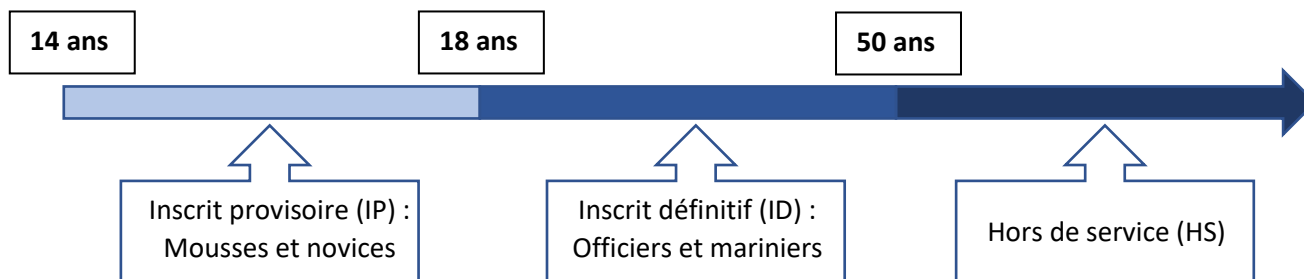 14 ans
18 ans
50 ans
Inscrit provisoire (IP) :
Mousses et novices
Inscrit définitif (ID) :
Officiers et mariniers
Hors de service (HS)